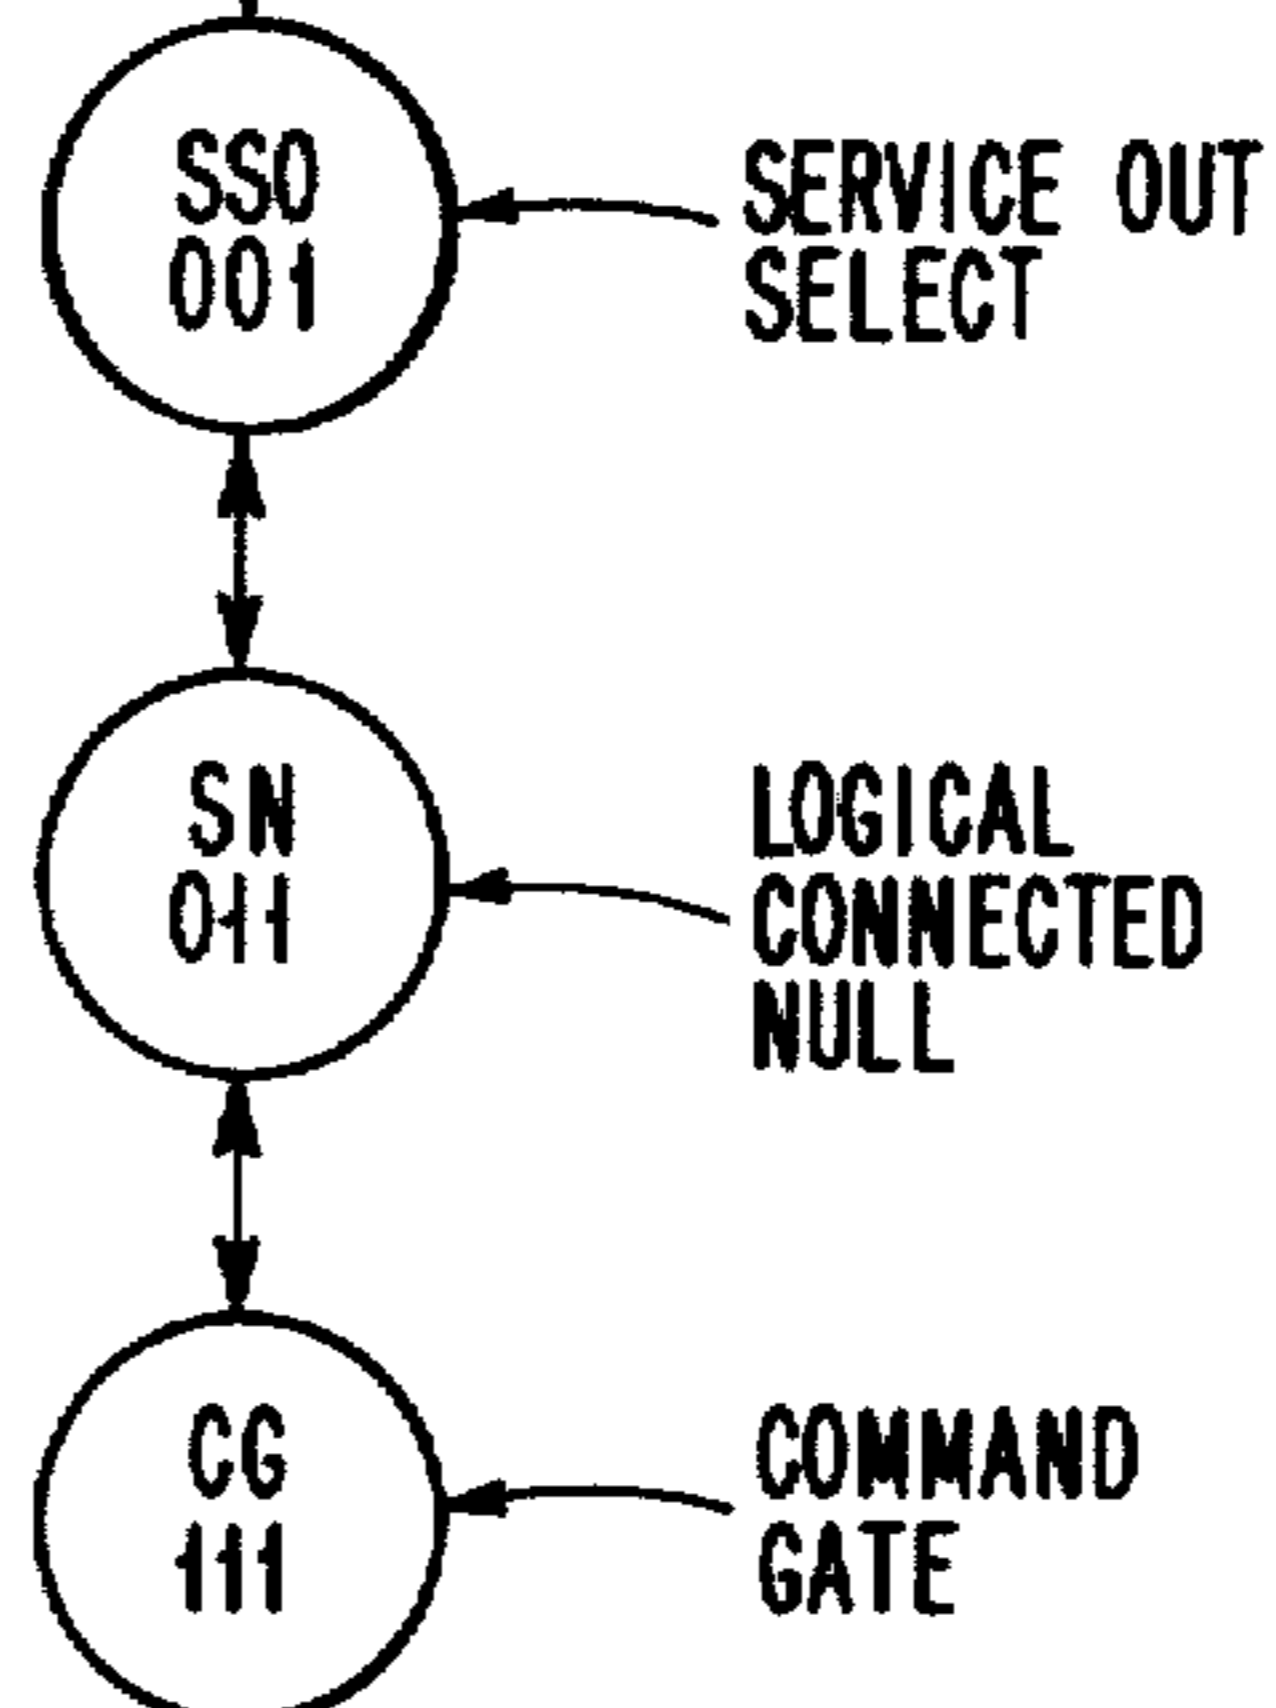 SSO
001
SERVICE OUT
SELECT
SN
011
LOGICAL
CONNECTED
NULL
CG
111
COMMAND
GATE